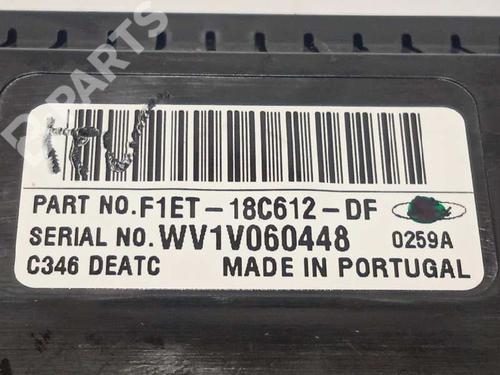 B-PARTS
PART NO. F1ET-18C612-DF
SERIAL NO. WV1V060448 0259A
C346 DEATC MADE IN PORTUGAL